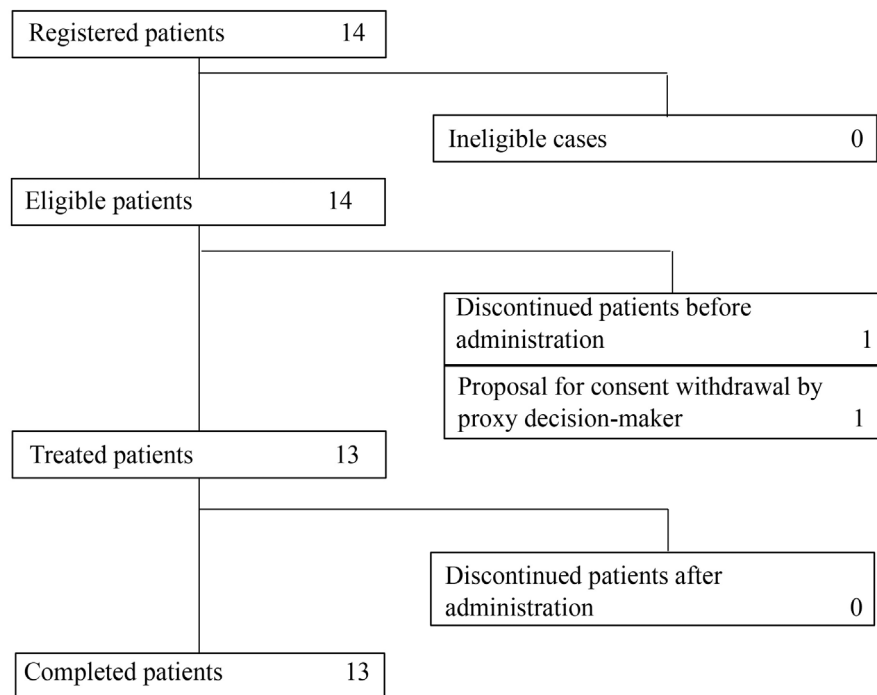 Registered patients 14
Ineligible cases 0
Eligible patients 14
Discontinued patients before
administration 1
Proposal for consent withdrawal by
proxy decision-maker 1
Treated patients 13
Discontinued patients after
administration 0
Completed patients 13